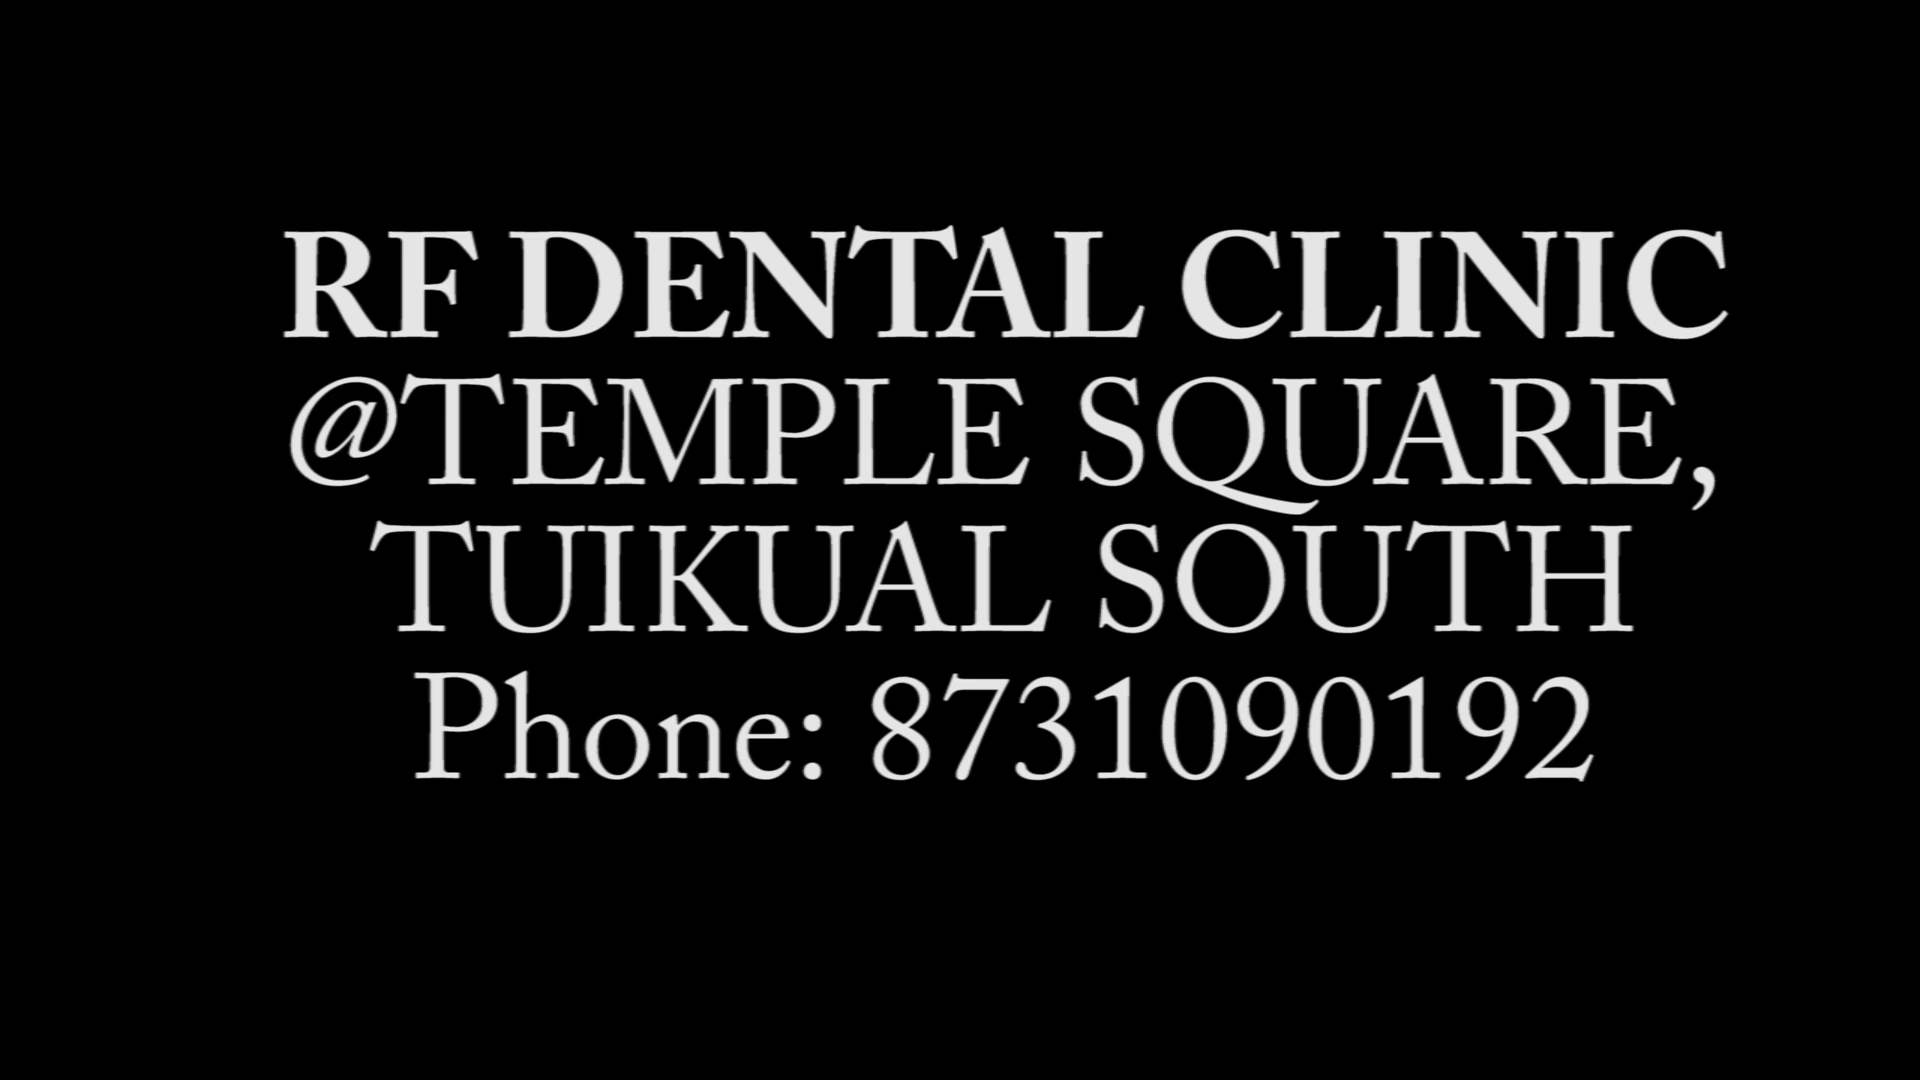 RF DENTAL CLINIC
@TEMPLE SQUARE,
TUIKUAL SOUTH
Phone: 8731090192